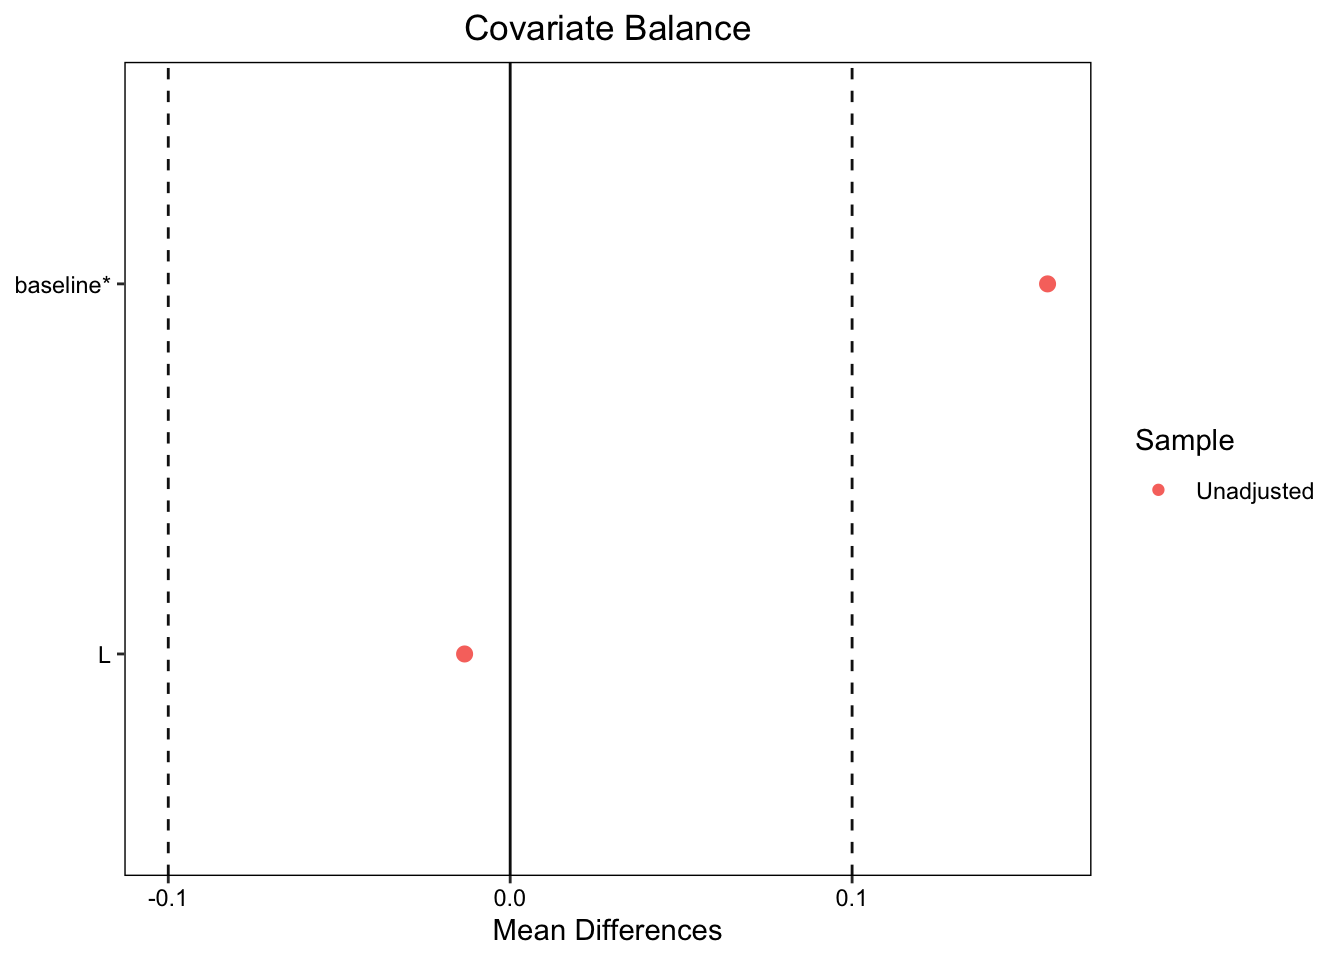 Covariate Balance
baseline*
L
-0.1
0.0
0.1
Mean Differences
Sample
Unadjusted